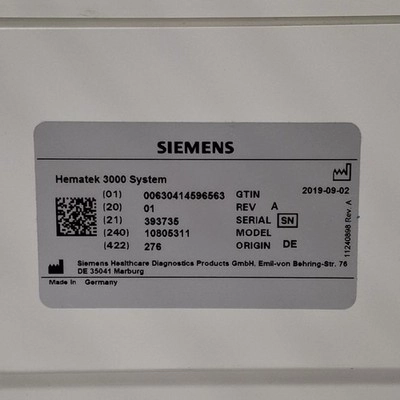 SIEMENS
Hematek 3000 System
2019-09-02
(01) 00630414596563 GTIN
(20) 01 REV A
(21) 393735 SERIAL SN
(240) 10805311 MODEL
(422) 276 ORIGIN DE
Siemens Healthcare Diagnostics Products GmbH, Emil-von Behring-Str. 76
DE 35041 Marburg
Made In Germany
11240898 Rev. A